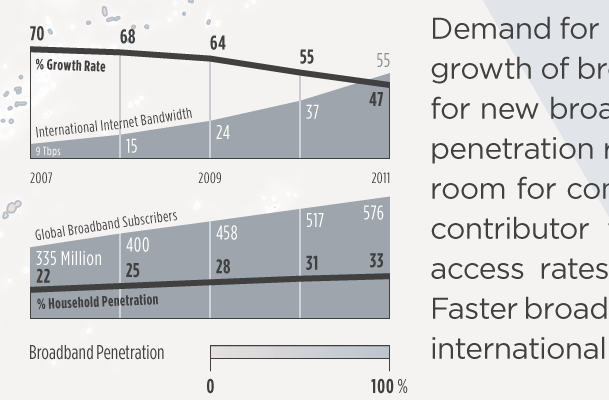 70
68
64
55
55
% Growth Rate
47
International Internet Bandwidth
9 Tbps
15
24
37
2007
2009
2011
Global Broadband Subscribers
335 Million
400
458
517
576
22
25
28
31
33
% Household Penetration
Broadband Penetration
0
100 %
Demand for
growth of br
for new broa
penetration r
room for con
contributor
access rates
Faster broad
international